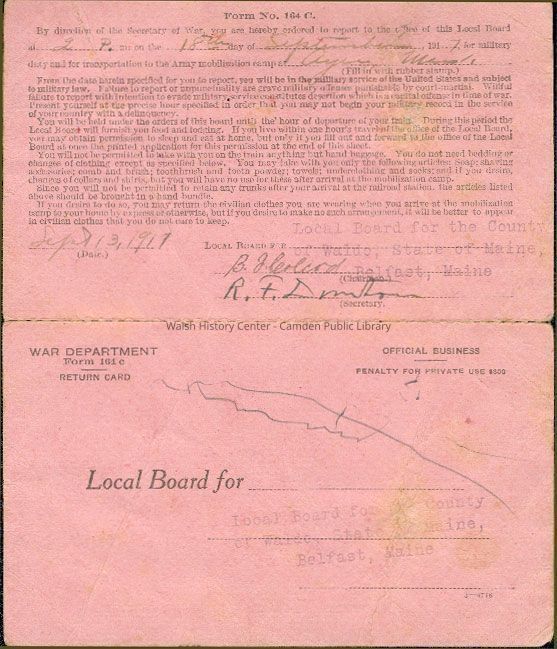 Form No. 164 C.
By direction of the Secretary of War, you are hereby ordered to report to the office of this Local Board
at 2 P. m. on the 18th day of September, 1917 for military
duty and for transportation to the Army mobilization camp at Ayer, Mass.
(Fill in with rubber stamp.)
From the date herein specified for you to report, you will be in the military service of the United States and subject
to military law. Failure to report or unpunctuality are grave military offenses punishable by court-martial. Willful
failure to report with intention to evade military service constitutes desertion which is a capital offense in time of war.
Present yourself at the precise hour specified in order that you may not begin your military record in the service
of your country with a delinquency.
You will be held under the orders of this board until the hour of departure of your train. During this period the
Local Board will furnish you food and lodging. If you live within one hour's travel of the office of the Local Board,
you may obtain permission to sleep and eat at home, but only if you fill out and forward to the office of the Local
Board at once the printed application for this permission at the end of this sheet.
You will not be permitted to take with you on the train anything but hand baggage. You do not need bedding or
changes of clothing except as specified below. You may take with you only the following articles: Soap; shaving
accessories; comb and brush; toothbrush and tooth powder; towels; underclothing and socks; and if you desire,
changes of collars and shirts, but you will have no use for these after arrival at the mobilization camp.
Since you will not be permitted to retain any trunks after your arrival at the railroad station, the articles listed
above should be brought in a hand bundle.
If you desire to do so, you may return the civilian clothes you are wearing when you arrive at the mobilization
camp to your home by express or otherwise, but if you desire to make no such arrangement, it will be better to appear
in civilian clothes that you do not care to keep.
Local Board for the County
Sept 13, 1917 LOCAL BOARD FOR of Waldo, State of Maine,
(Date.)
Belfast, Maine
(Chairman.)
R. F.
(Secretary.
Walsh History Center - Camden Public Library
WAR DEPARTMENT
Form 164 c
RETURN CARD
OFFICIAL BUSINESS
PENALTY FOR PRIVATE USE $300
Local Board for
Local Board for County
of Waldo, State of Maine,
Belfast, Maine